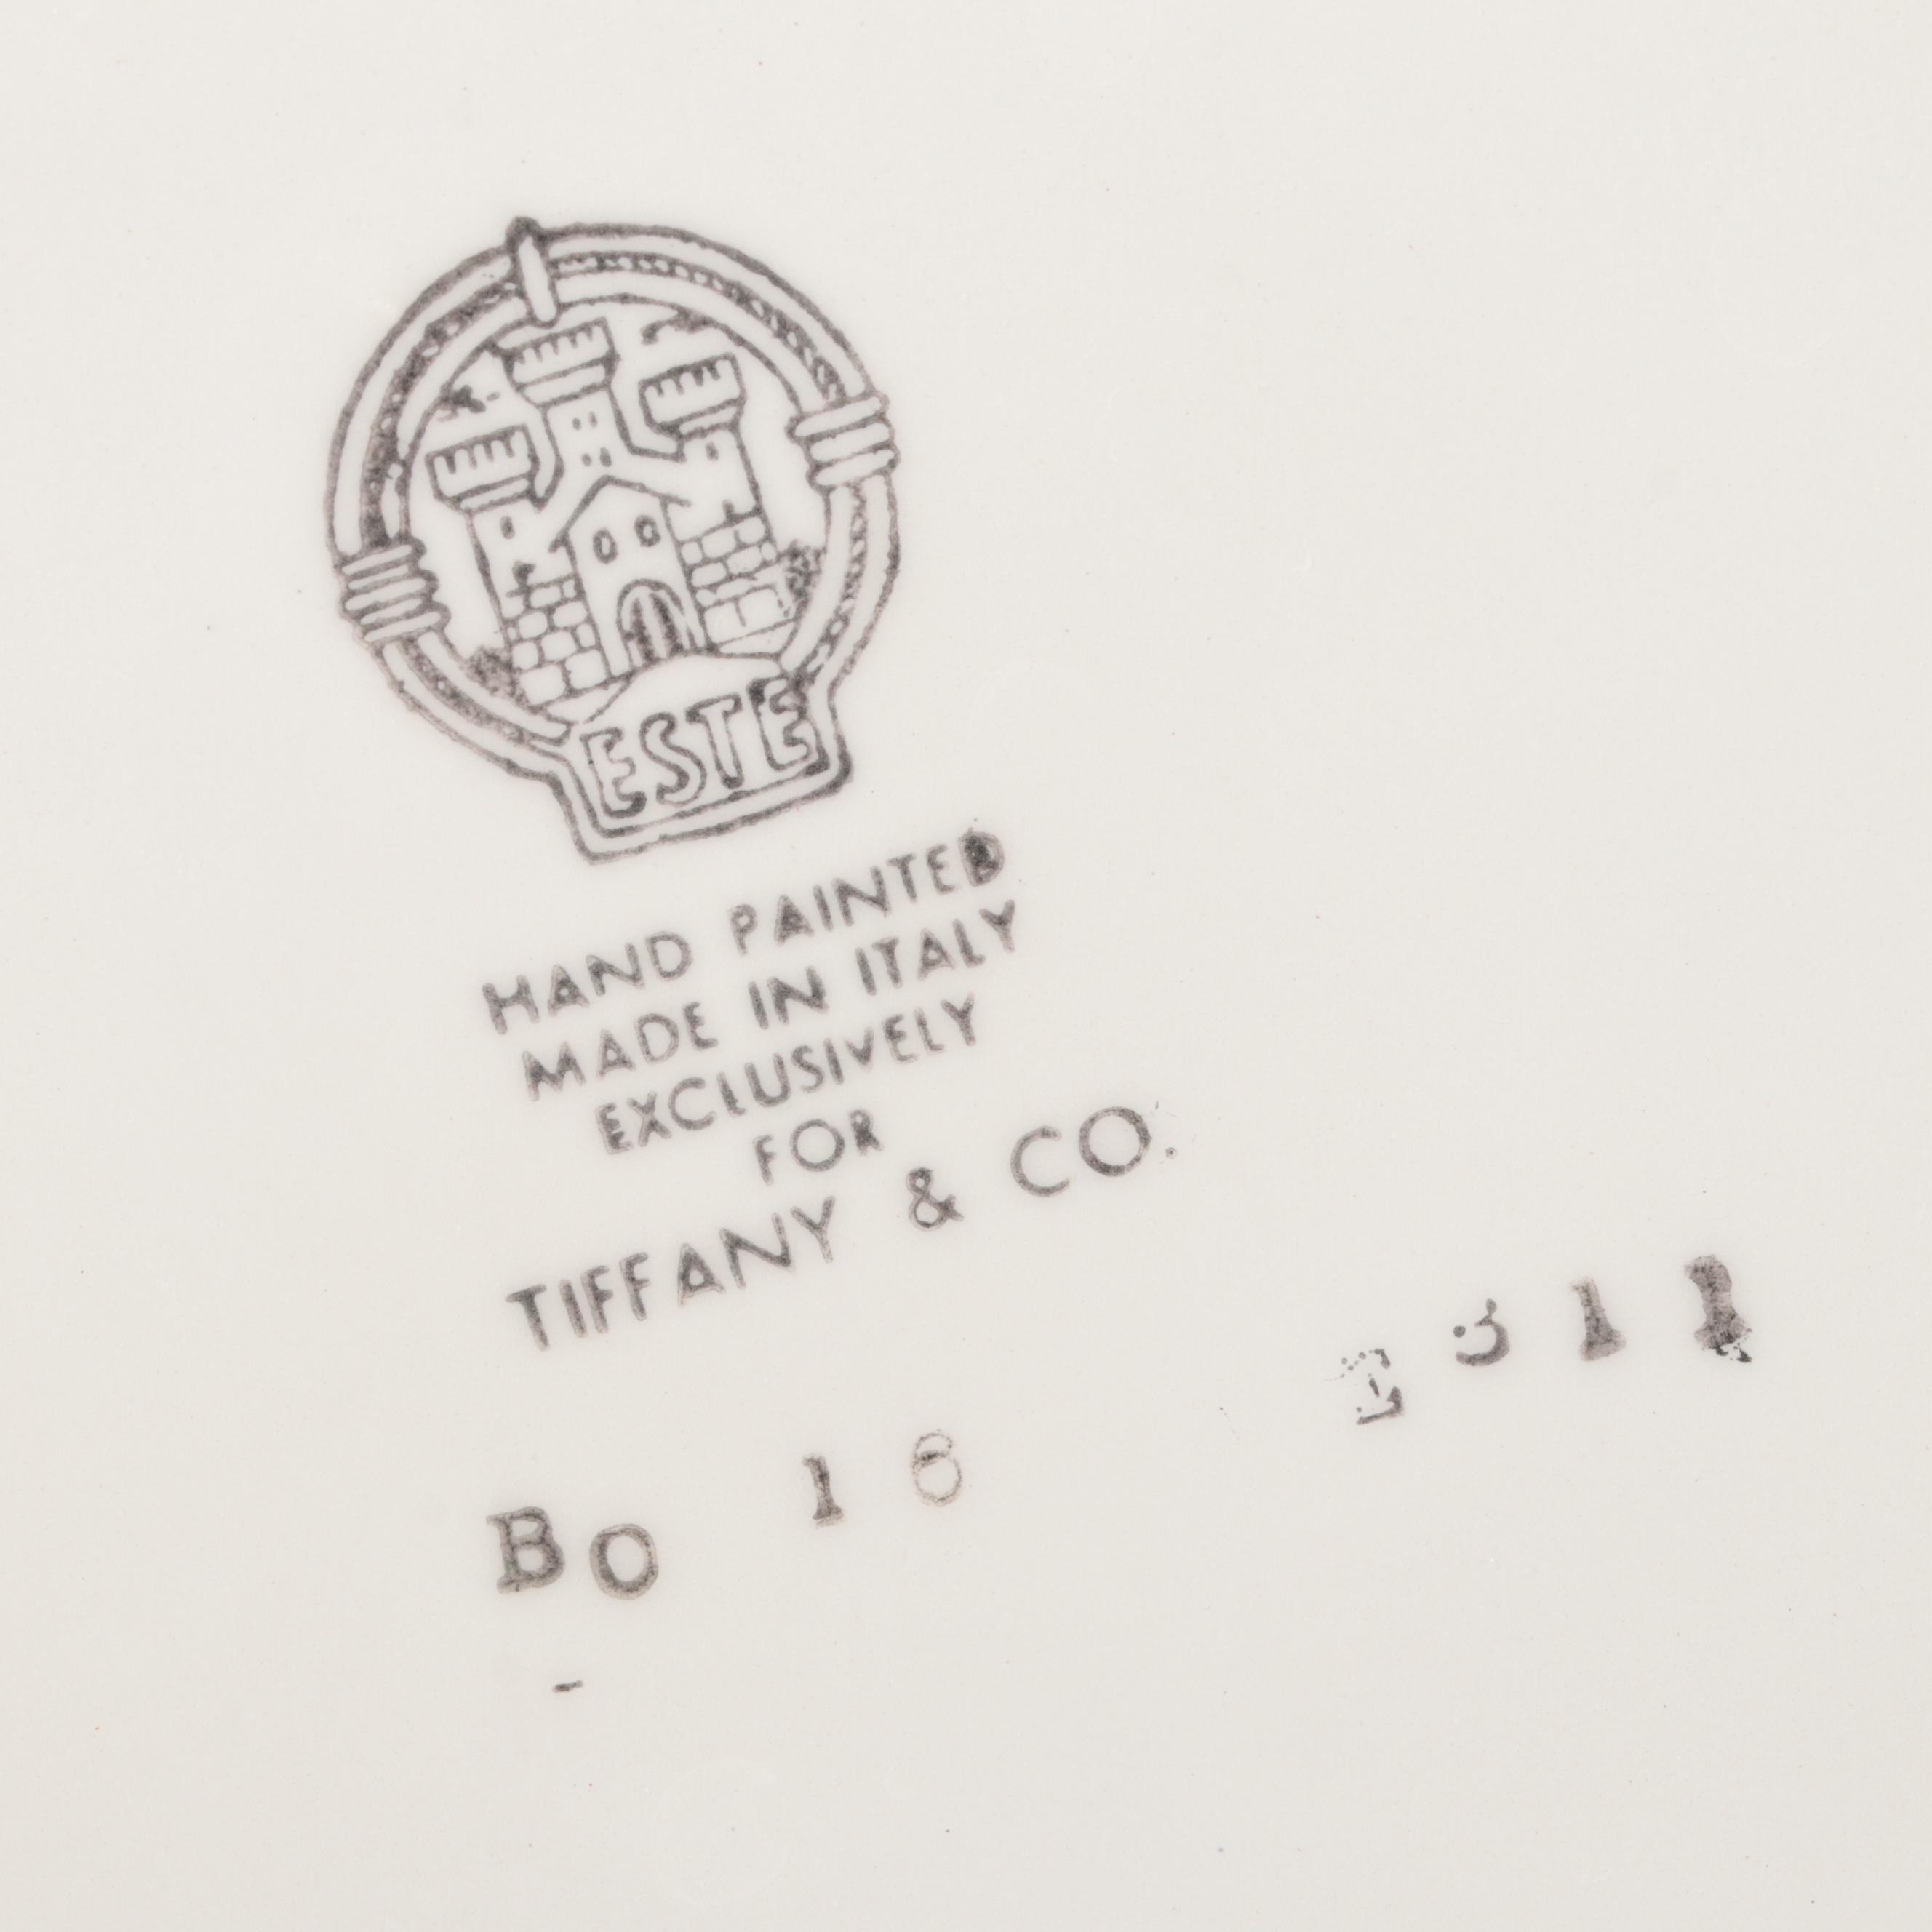 ESTE
HAND PAINTED
MADE IN ITALY
EXCLUSIVELY
FOR
TIFFANY & CO.
BO 16